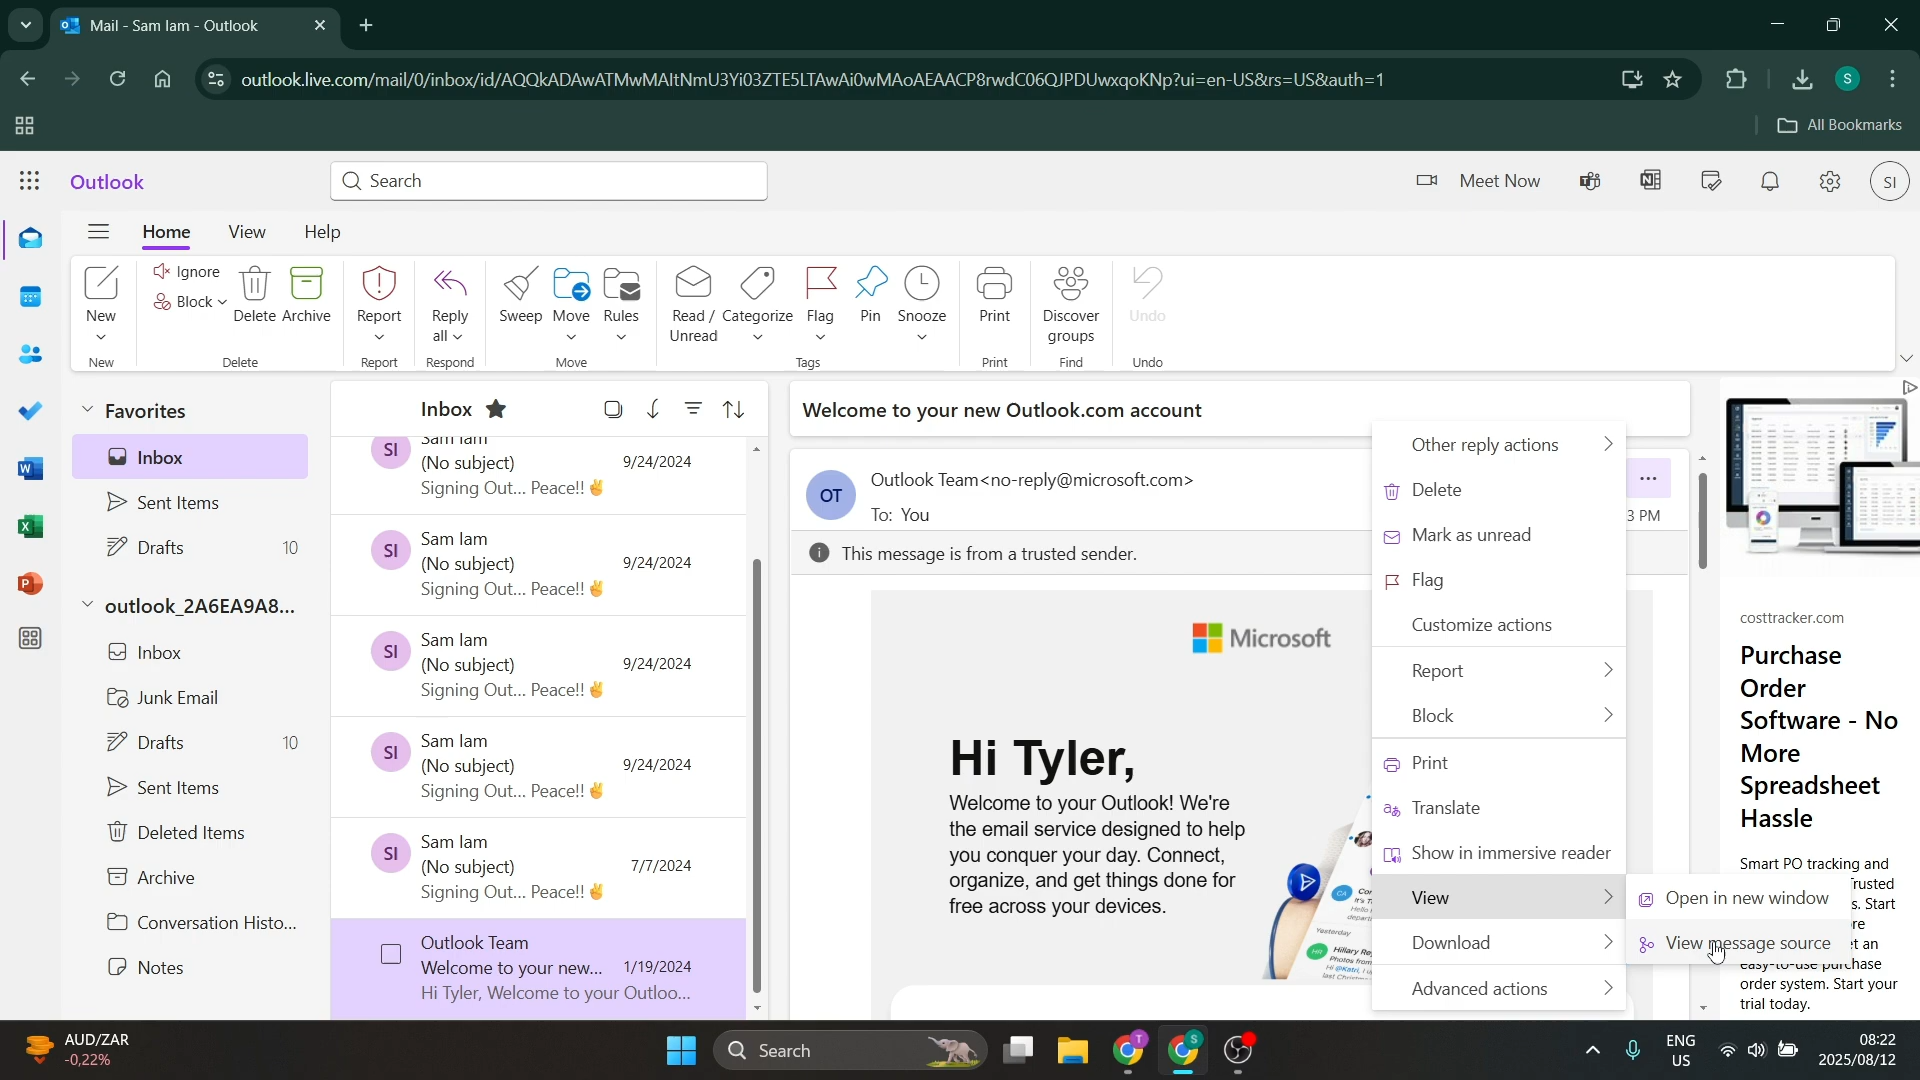 Mail - Sam Iam - Outlook
outlook.live.com/mail/0/inbox/id/AQQkADAwATMwMAItNmU3Yi03ZTE5LTAwAi0wMAoAEAACP8rwdC06QJPDUwxqoKNp?ui=en-US&rs=US&auth=1
S
All Bookmarks
Outlook
Search
Meet Now
SI
Home
View
Help
New
Ignore
Block
Delete
Archive
Report
Reply all
Sweep
Move
Rules
Read / Unread
Categorize
Flag
Pin
Snooze
Print
Discover groups
Undo
New
Delete
Report
Respond
Move
Tags
Print
Find
Undo
Favorites
Inbox
Sent Items
Drafts 10
outlook_2A6EA9A8...
Inbox
Junk Email
Drafts 10
Sent Items
Deleted Items
Archive
Conversation Histo...
Notes
Inbox
SI
Sam Iam
(No subject) 9/24/2024
Signing Out... Peace!!✌
SI
Sam Iam
(No subject) 9/24/2024
Signing Out... Peace!!✌
SI
Sam Iam
(No subject) 9/24/2024
Signing Out... Peace!!✌
SI
Sam Iam
(No subject) 9/24/2024
Signing Out... Peace!!✌
SI
Sam Iam
(No subject) 7/7/2024
Signing Out... Peace!!✌
Outlook Team
Welcome to your new... 1/19/2024
Hi Tyler, Welcome to your Outloo...
Welcome to your new Outlook.com account
OT
Outlook Team<no-reply@microsoft.com>
To: You
3 PM
This message is from a trusted sender.
Microsoft
Hi Tyler,
Welcome to your Outlook! We're
the email service designed to help
you conquer your day. Connect,
organize, and get things done for
free across your devices.
Other reply actions
Delete
Mark as unread
Flag
Customize actions
Report
Block
Print
Translate
Show in immersive reader
View
Download
Advanced actions
Open in new window
View message source
costtracker.com
Purchase
Order
Software - No
More
Spreadsheet
Hassle
Smart PO tracking and
order system. Start your
trial today.
AUD/ZAR
-0,22%
Search
T
S
ENG
US
08:22
2025/08/12